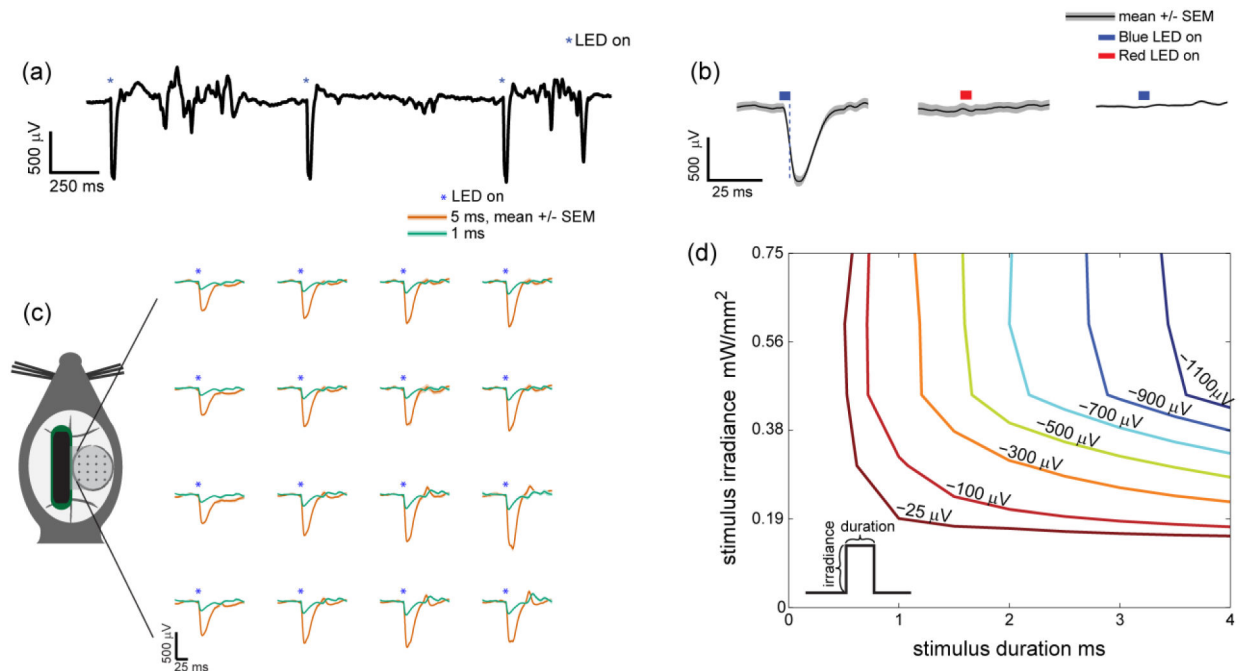 *LED on
(a)
*
*
*
500 μV
250 ms
mean +/- SEM
Blue LED on
Red LED on
(b)
500 μV
25 ms
* LED on
5 ms, mean +/- SEM
1 ms
(c)
* * * *
* * * *
* * * *
* * * *
500 μV
25 ms
(d)
0.75
0.56
0.38
0.19
0
stimulus irradiance mW/mm²
−1100μV
−900 μV
−700 μV
−500 μV
−300 μV
−100 μV
−25 μV
duration
irradiance
0 1 2 3 4
stimulus duration ms